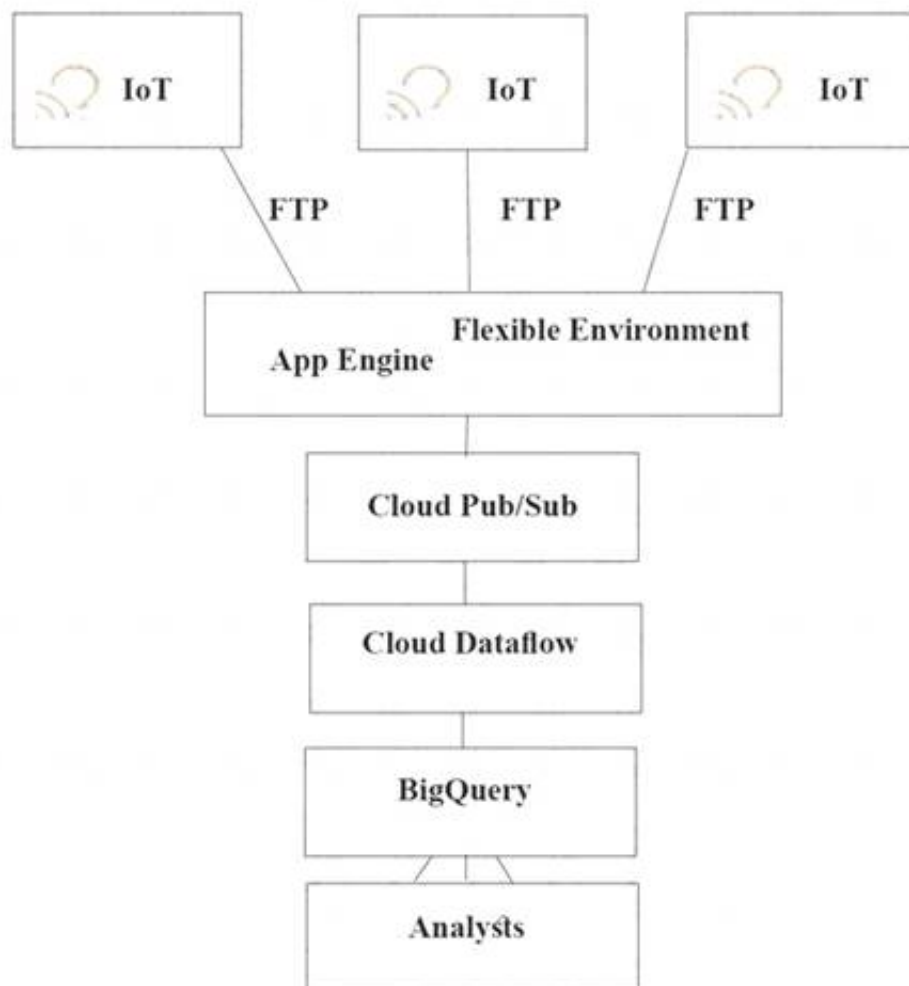 IoT
IoT
IoT
FTP
FTP
FTP
Flexible Environment
App Engine
Cloud Pub/Sub
Cloud Dataflow
BigQuery
Analysts